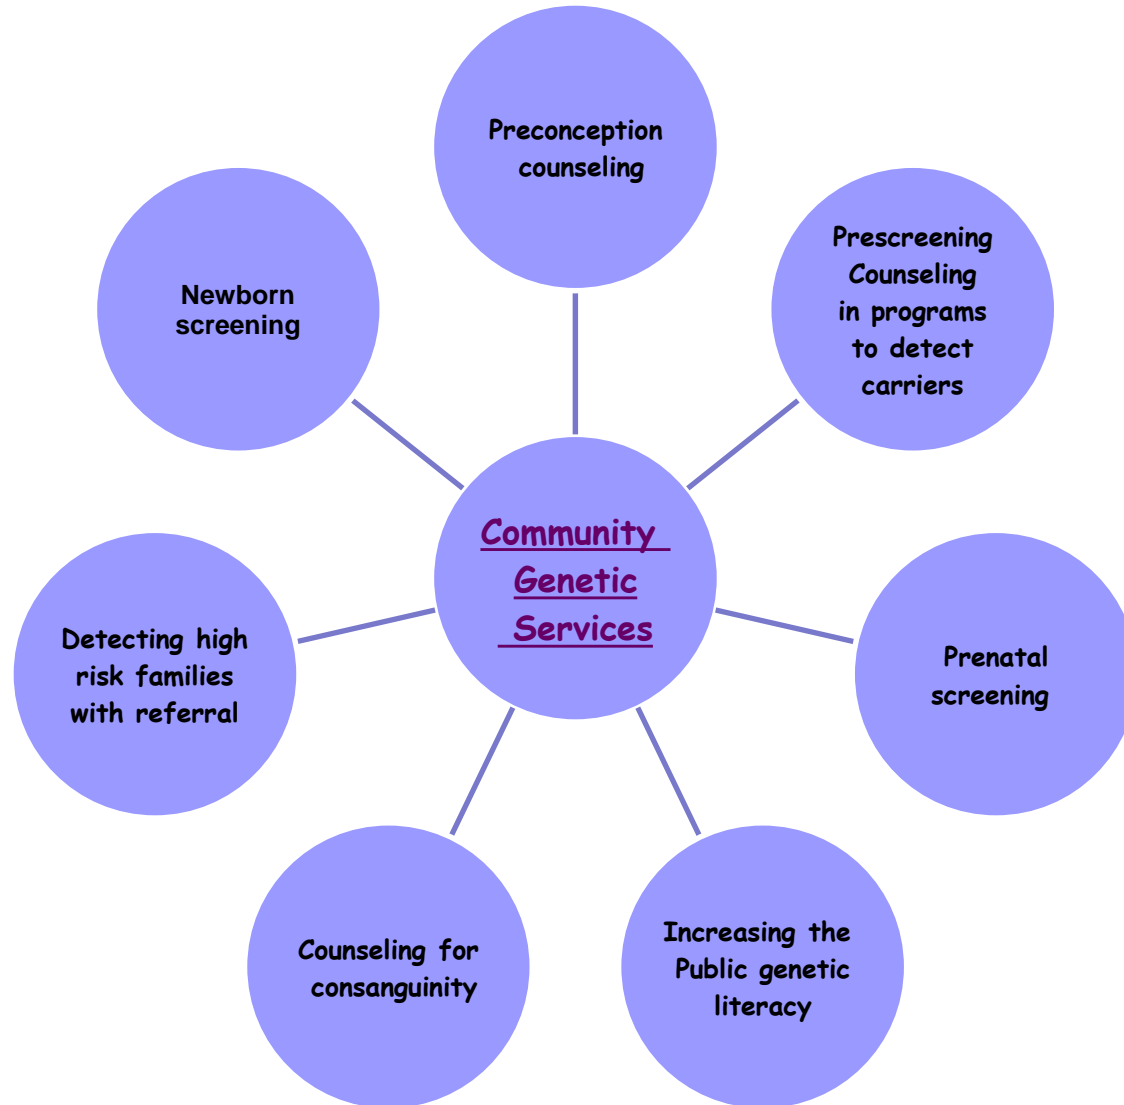 Preconception
counseling
Prescreening
Counseling
in programs
to detect
carriers
Newborn
screening
Community
Genetic
Services
Detecting high
risk families
with referral
Prenatal
screening
Counseling for
consanguinity
Increasing the
Public genetic
literacy